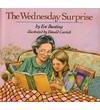 The Wednesday Surprise
by Eve Bunting
illustrated by Donald Carrick